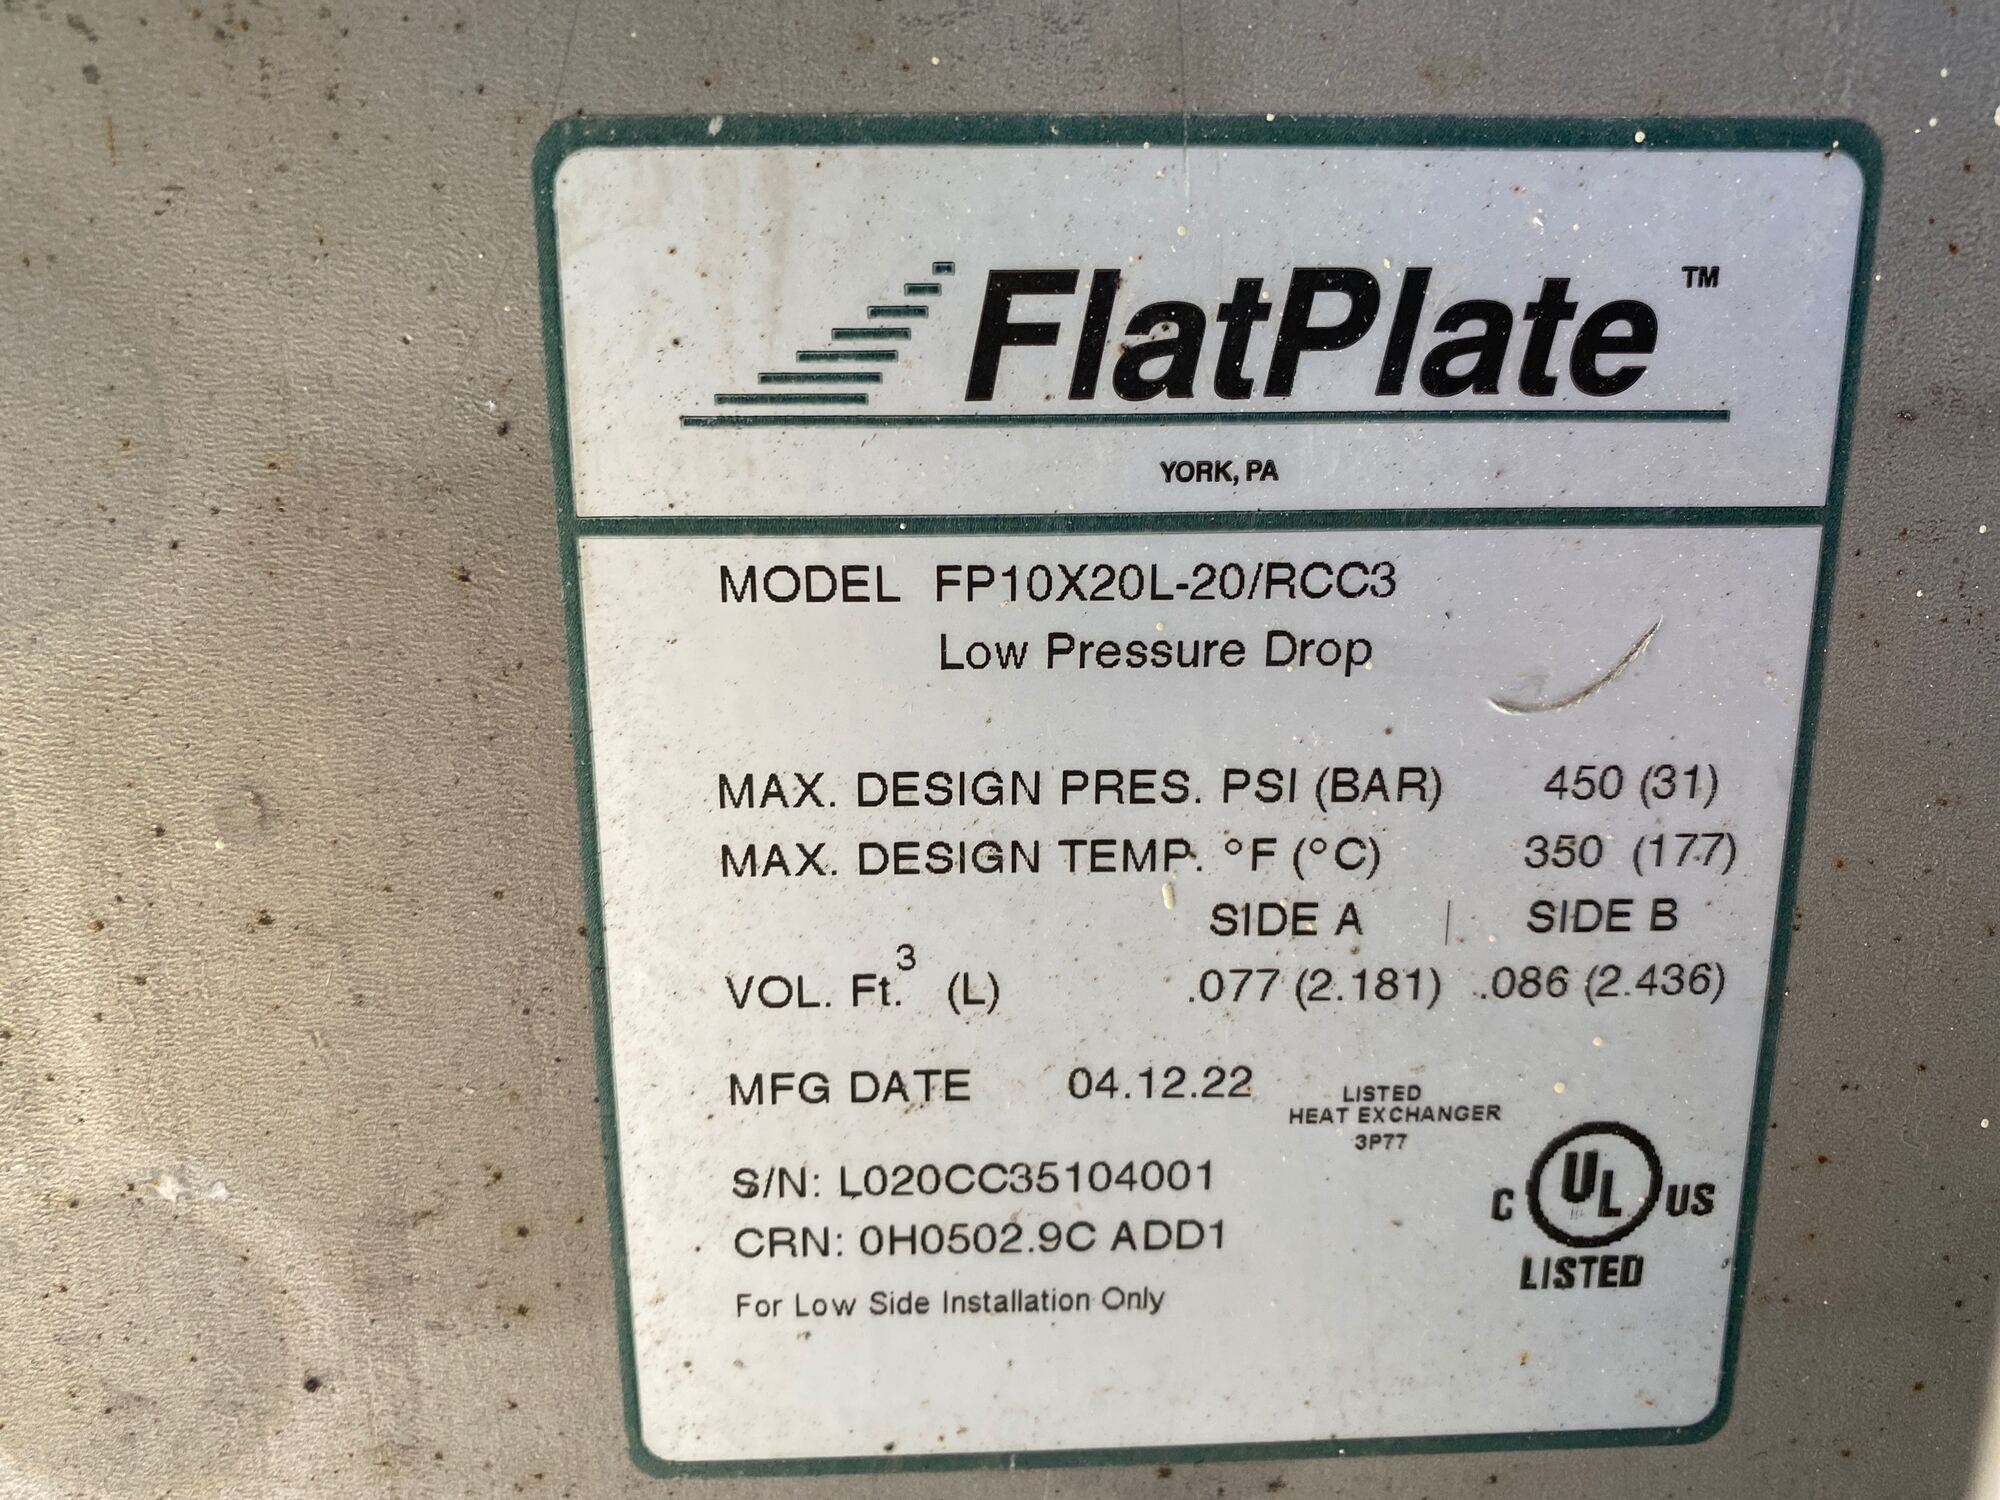 FlatPlate™
YORK, PA
MODEL FP10X20L-20/RCC3
Low Pressure Drop
MAX. DESIGN PRES. PSI (BAR) 450 (31)
MAX. DESIGN TEMP. °F (°C) 350 (177)
SIDE A | SIDE B
VOL. Ft.³ (L) .077 (2.181) .086 (2.436)
MFG DATE 04.12.22
LISTED
HEAT EXCHANGER
3P77
S/N: L020CC35104001
C UL US
LISTED
CRN: 0H0502.9C ADD1
For Low Side Installation Only